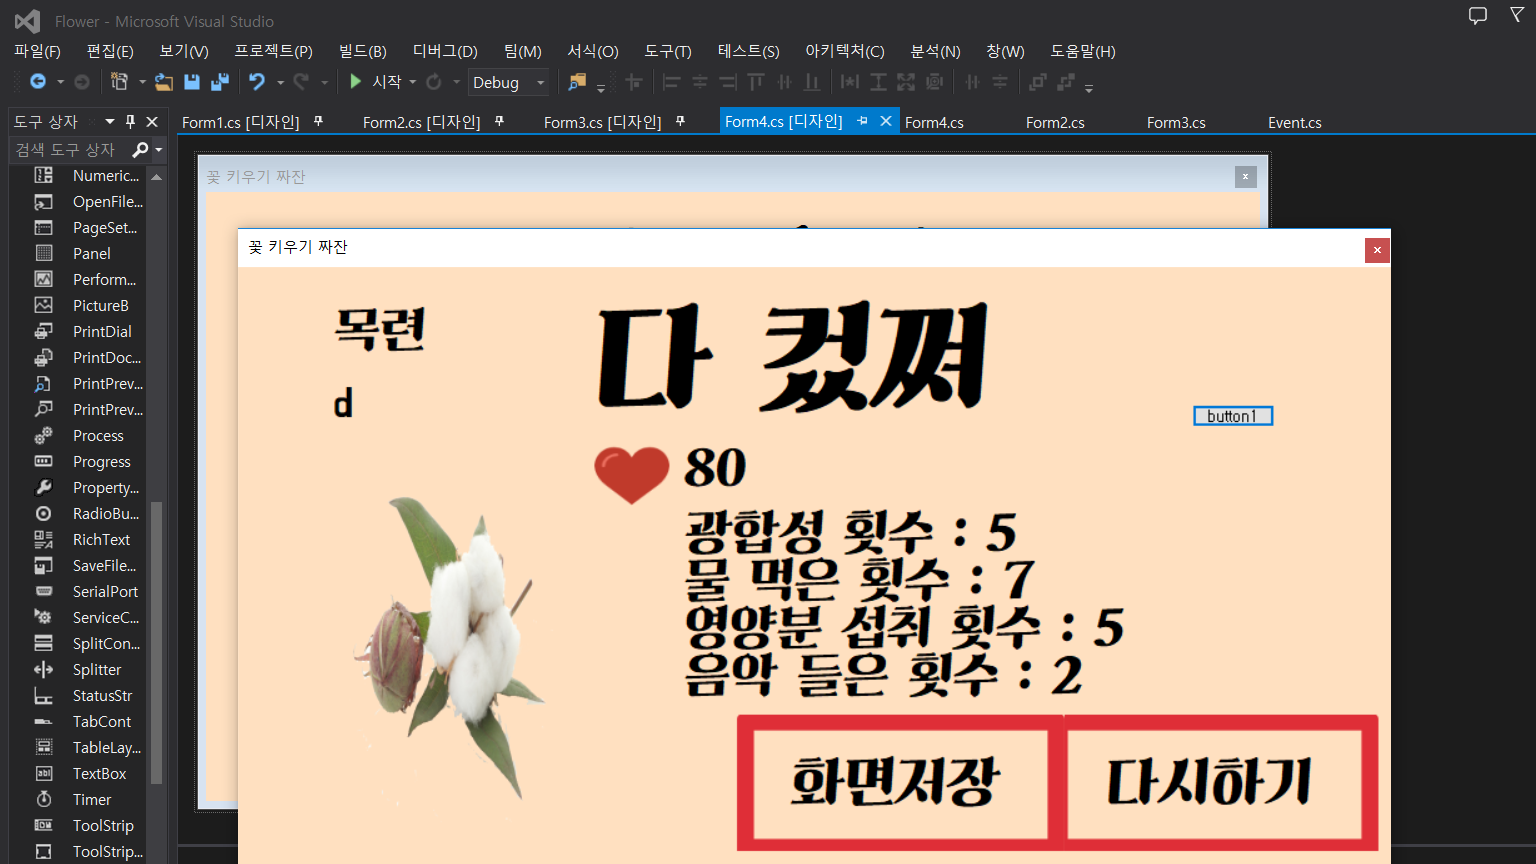 Flower - Microsoft Visual Studio
파일(F) 편집(E) 보기(V) 프로젝트(P) 빌드(B) 디버그(D) 팀(M) 서식(O) 도구(T) 테스트(S) 아키텍처(C) 분석(N) 창(W) 도움말(H)
시작 Debug
도구 상자
Form1.cs [디자인] Form2.cs [디자인] Form3.cs [디자인] Form4.cs [디자인] Form4.cs Form2.cs Form3.cs Event.cs
검색 도구 상자
Numeric...
OpenFile...
PageSet...
Panel
Perform...
PictureB
PrintDial
PrintDoc...
PrintPrev...
PrintPrev...
Process
Progress
Property...
RadioBu...
RichText
SaveFile...
SerialPort
ServiceC...
SplitCon...
Splitter
StatusStr
TabCont
TableLay...
TextBox
Timer
ToolStrip
ToolStrip...
꽃 키우기 짜잔
꽃 키우기 짜잔
목련
다 컸쪄
d
button1
80
광합성 횟수 : 5
물 먹은 횟수 : 7
영양분 섭취 횟수 : 5
음악 들은 횟수 : 2
화면저장
다시하기